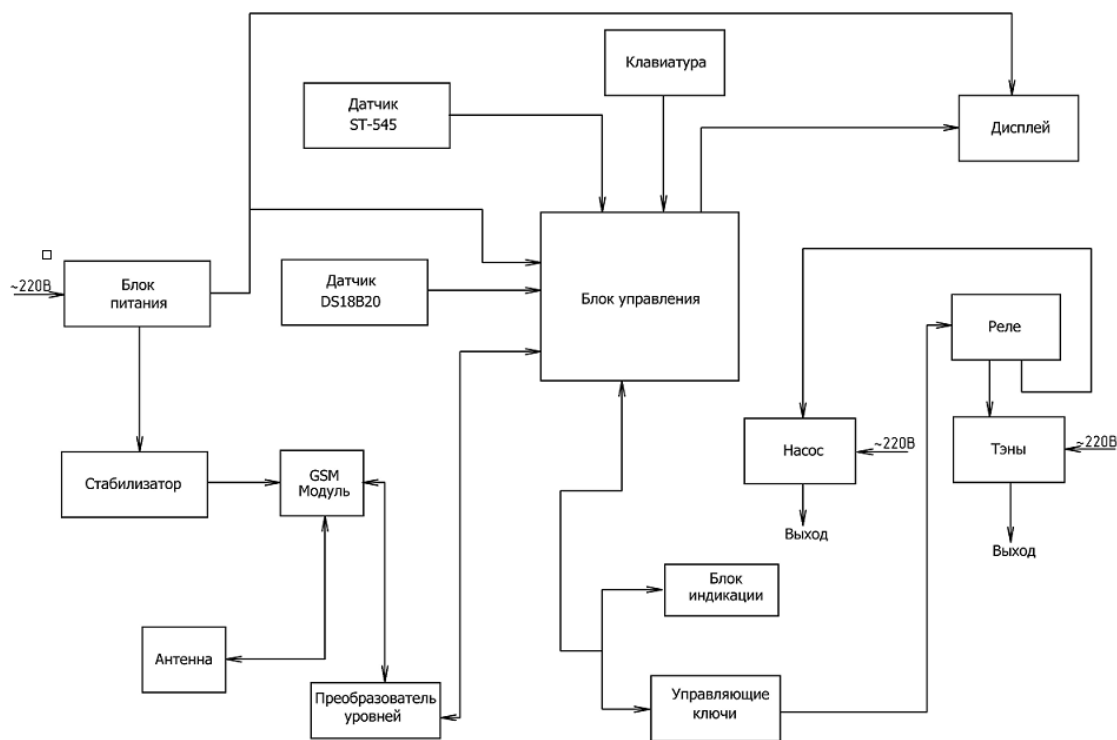 Клавиатура
Датчик
ST-545
Дисплей
~220В
Блок
питания
Датчик
DS18B20
Блок управления
Реле
Стабилизатор
GSM
Модуль
Насос
~220В
Тэны
~220В
Выход
Выход
Блок
индикации
Антенна
Преобразователь
уровней
Управляющие
ключи